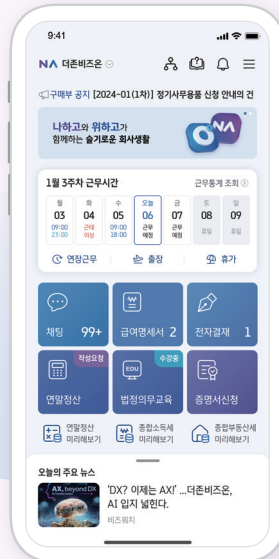 9:41
NA 더존비즈온
구매부 공지 [2024-01(1차)] 정기사무용품 신청 안내의 건
나하고와 위하고가
함께하는 슬기로운 회사생활
NA
1월 3주차 근무시간 근무통계 조회
월 화 수 오늘 금 토 일
03 04 05 06 07 08 09
09:00 근태 09:00 근무 근무 휴일 휴일
23:00 이상 18:00 예정 예정
연장근무 출장 휴가
채팅 99+ 급여명세서 2 전자결재 1
작성요청 수강중
EDU
연말정산 법정의무교육 증명서신청
연말정산 종합소득세 종합부동산세
미리해보기 미리해보기 미리해보기
오늘의 주요 뉴스
AX, beyond DX
'DX? 이제는 AX!' ...더존비즈온,
AI 입지 넓힌다.
비즈워치